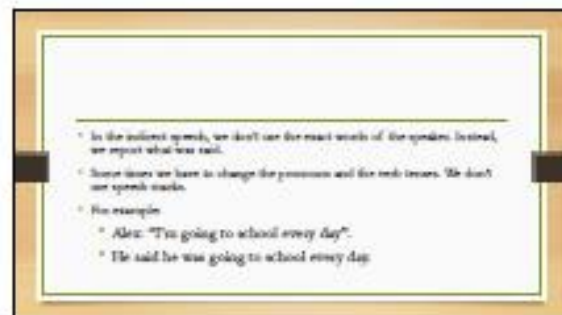 In the indirect speech, we don't use the exact words of the speaker. Instead,
we report what was said.
Some times we have to change the pronouns and the verb tenses. We don't
use speech marks.
For example:
Alex: "I'm going to school every day".
He said he was going to school every day.